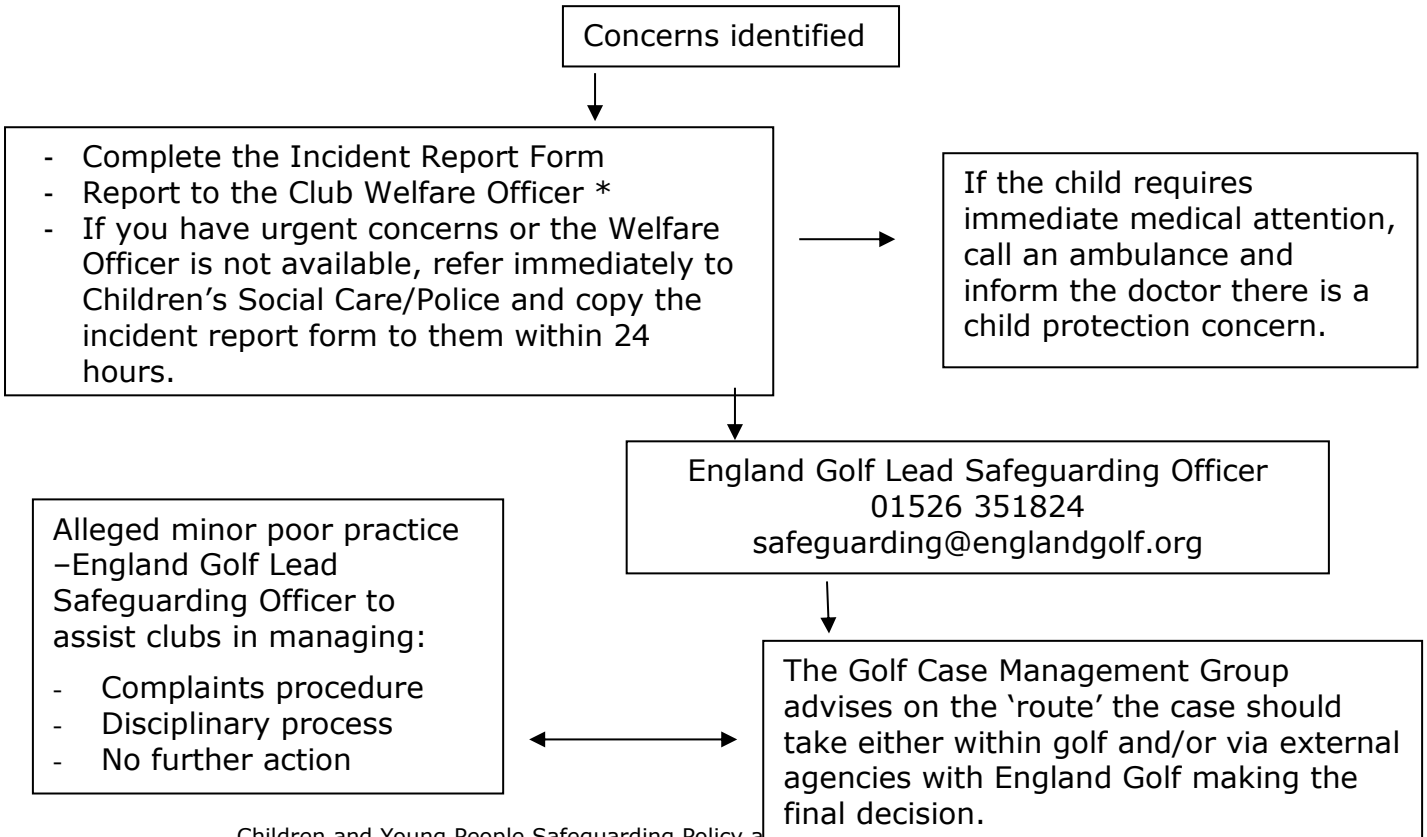 Concerns identified
- Complete the Incident Report Form
- Report to the Club Welfare Officer *
- If you have urgent concerns or the Welfare
Officer is not available, refer immediately to
Children’s Social Care/Police and copy the
incident report form to them within 24
hours.
If the child requires
immediate medical attention,
call an ambulance and
inform the doctor there is a
child protection concern.
England Golf Lead Safeguarding Officer
01526 351824
safeguarding@englandgolf.org
Alleged minor poor practice
–England Golf Lead
Safeguarding Officer to
assist clubs in managing:
- Complaints procedure
- Disciplinary process
- No further action
The Golf Case Management Group
advises on the ‘route’ the case should
take either within golf and/or via external
agencies with England Golf making the
final decision.
Children and Young People Safeguarding Policy